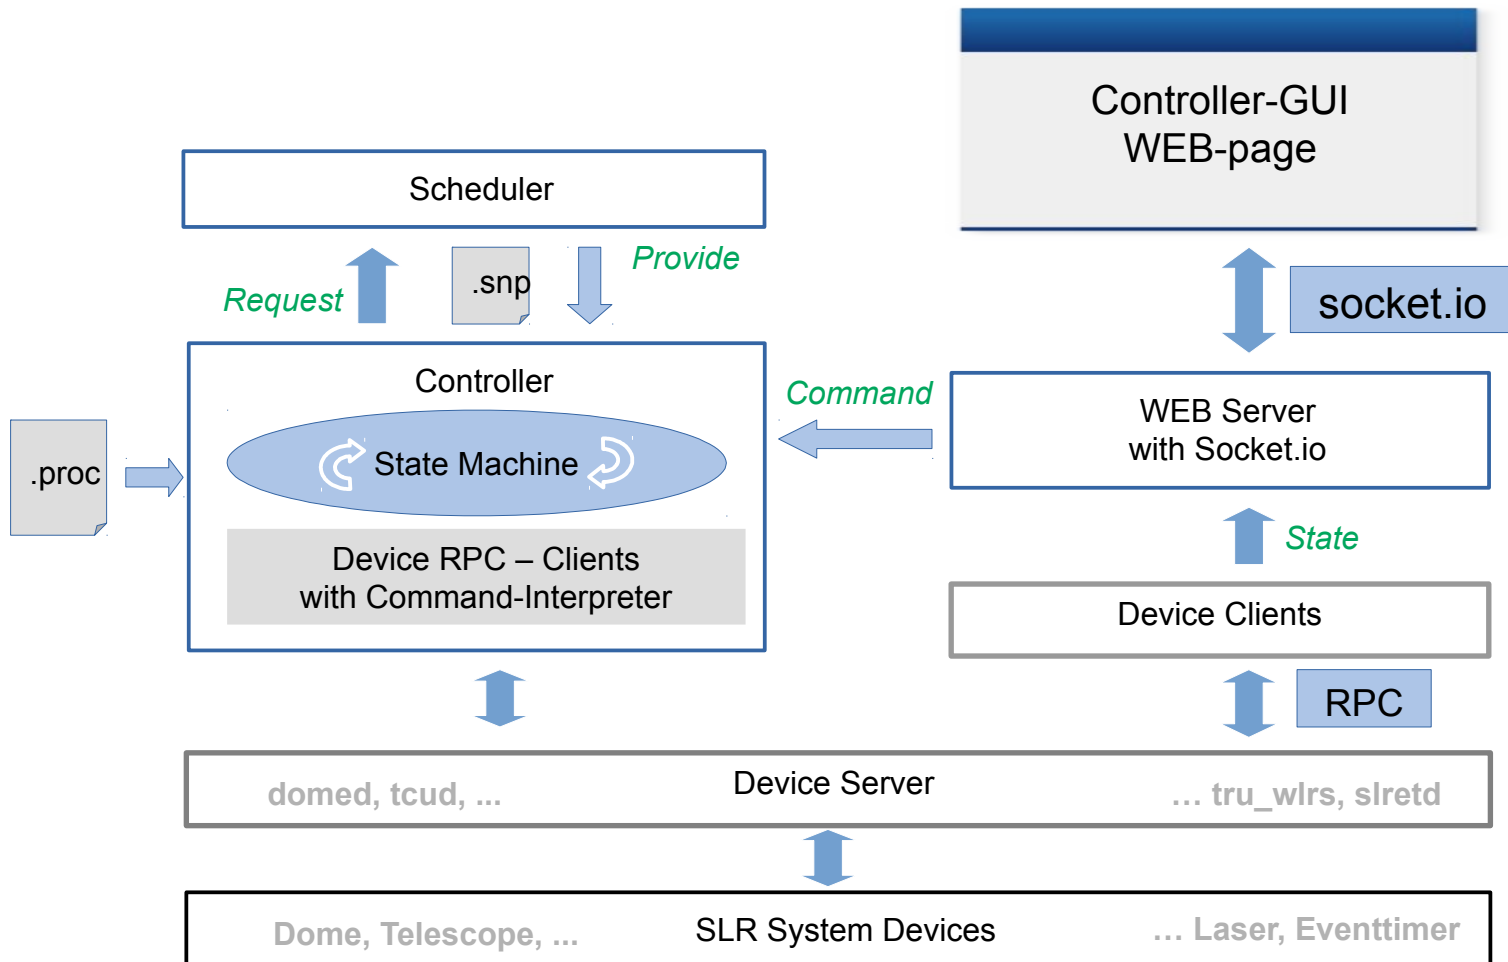 Controller-GUI
WEB-page
Scheduler
Request
.snp
Provide
socket.io
Controller
State Machine
.proc
Device RPC – Clients
with Command-Interpreter
Command
WEB Server
with Socket.io
State
Device Clients
RPC
domed, tcud, ...
Device Server
... tru_wlrs, slretd
Dome, Telescope, ...
SLR System Devices
... Laser, Eventtimer